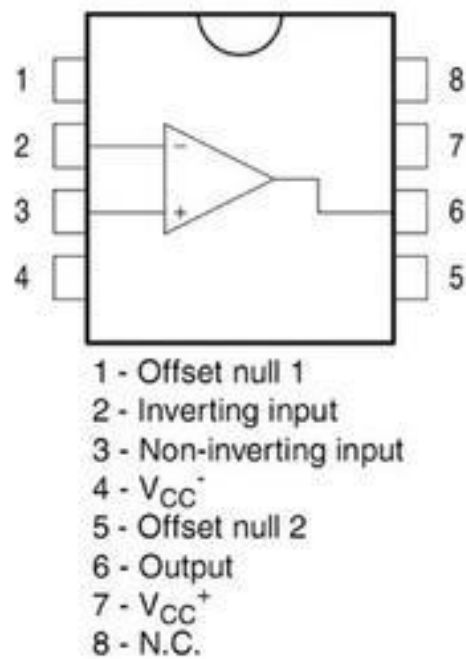 1 8
2 - 7
3 + 6
4 5
1 - Offset null 1
2 - Inverting input
3 - Non-inverting input
4 - VCC-
5 - Offset null 2
6 - Output
7 - VCC+
8 - N.C.